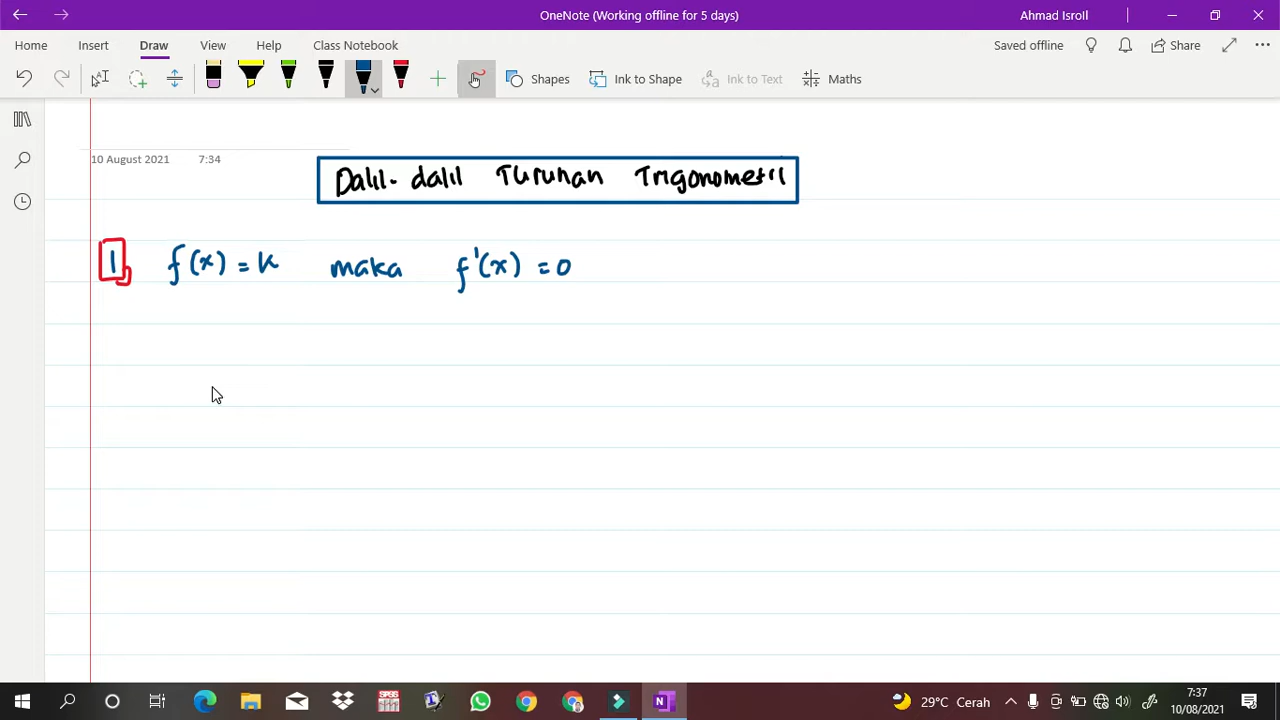 OneNote (Working offline for 5 days)
Ahmad IsroIl
Home Insert Draw View Help Class Notebook
Saved offline
Share
Shapes
Ink to Shape
Ink to Text
Maths
10 August 2021 7:34
Dalil-dalil Turunan Trigonometri
1 f(x) = k maka f'(x) = 0
SPSS
29°C Cerah
7:37
10/08/2021